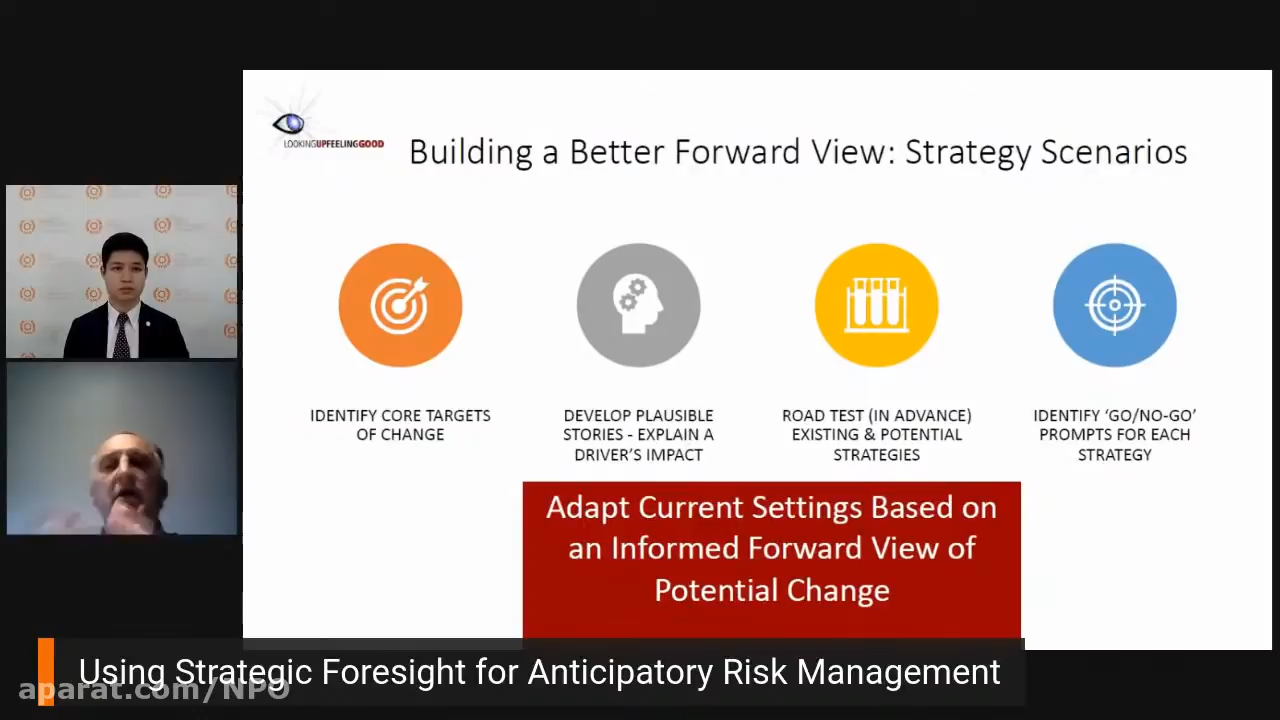 LOOKINGUPFEELINGGOOD
Building a Better Forward View: Strategy Scenarios
IDENTIFY CORE TARGETS
OF CHANGE
DEVELOP PLAUSIBLE
STORIES - EXPLAIN A
DRIVER'S IMPACT
ROAD TEST (IN ADVANCE)
EXISTING & POTENTIAL
STRATEGIES
IDENTIFY ‘GO/NO-GO’
PROMPTS FOR EACH
STRATEGY
Adapt Current Settings Based on
an Informed Forward View of
Potential Change
Using Strategic Foresight for Anticipatory Risk Management
aparat.com/NPO